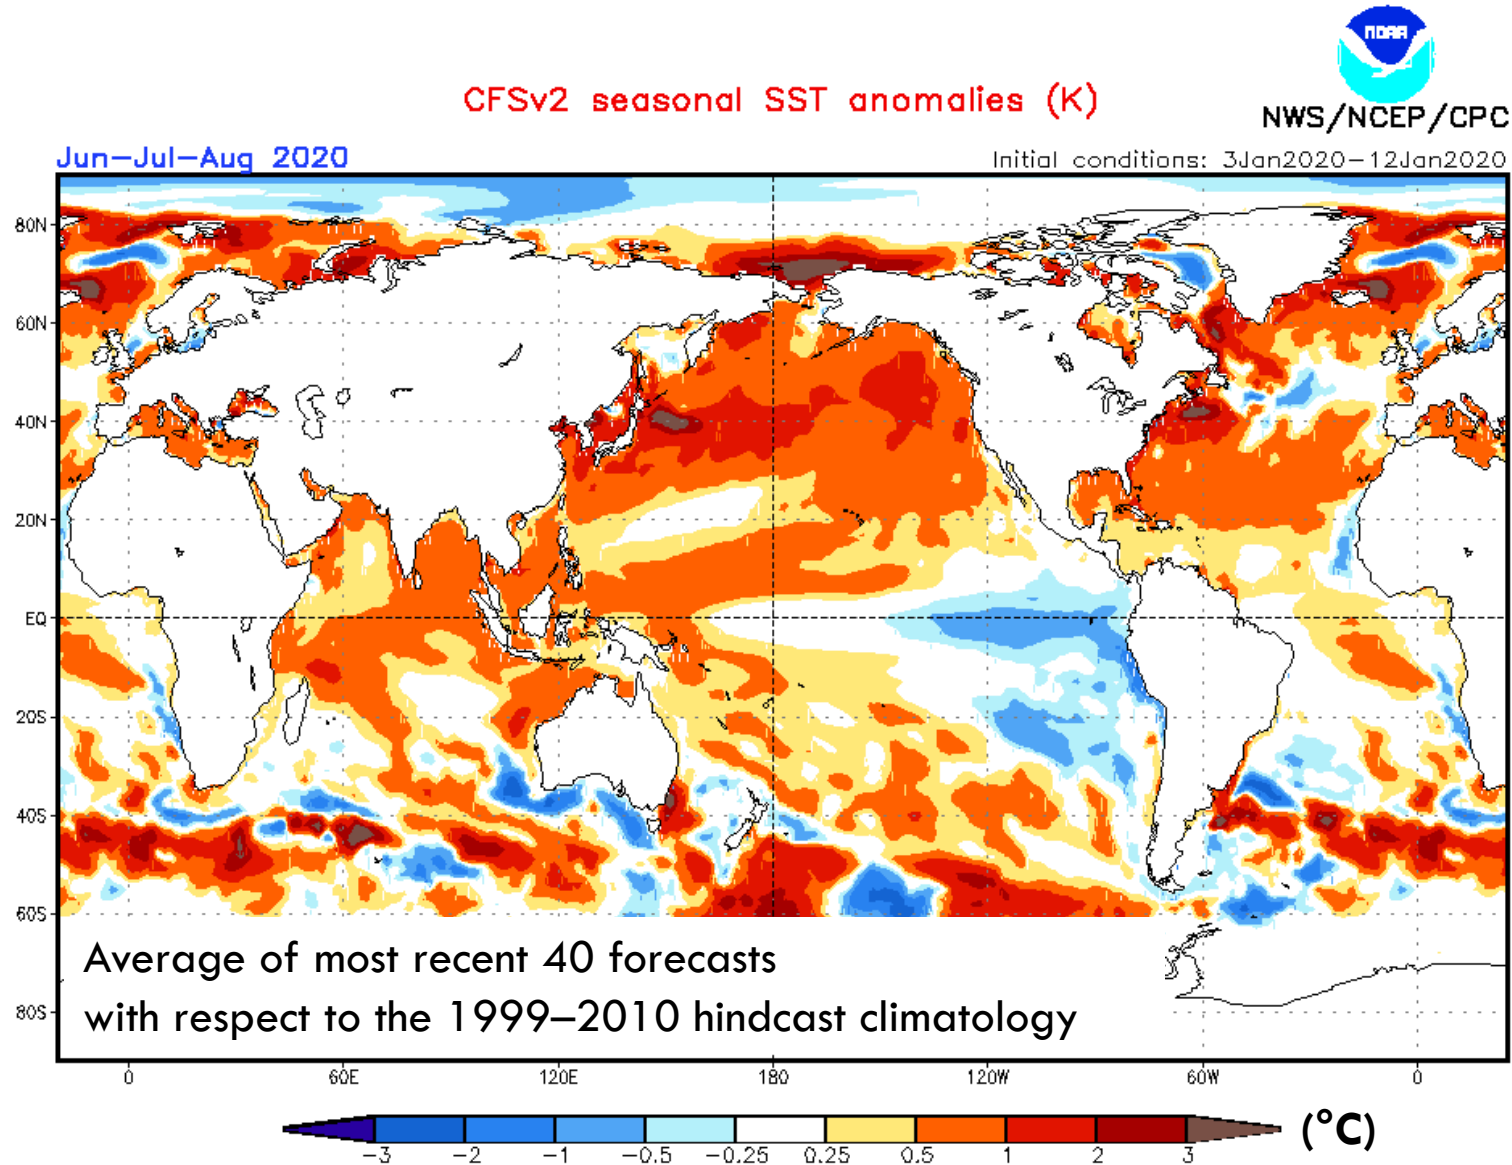 NOAA
CFSv2 seasonal SST anomalies (K)
NWS/NCEP/CPC
Jun-Jul-Aug 2020
Initial conditions: 3Jan2020-12Jan2020
80N
60N
40N
20N
EQ
20S
40S
60S
80S
Average of most recent 40 forecasts
with respect to the 1999–2010 hindcast climatology
0 60E 120E 180 120W 60W 0
-3 -2 -1 -0.5 -0.25 0.25 0.5 1 2 3
(°C)